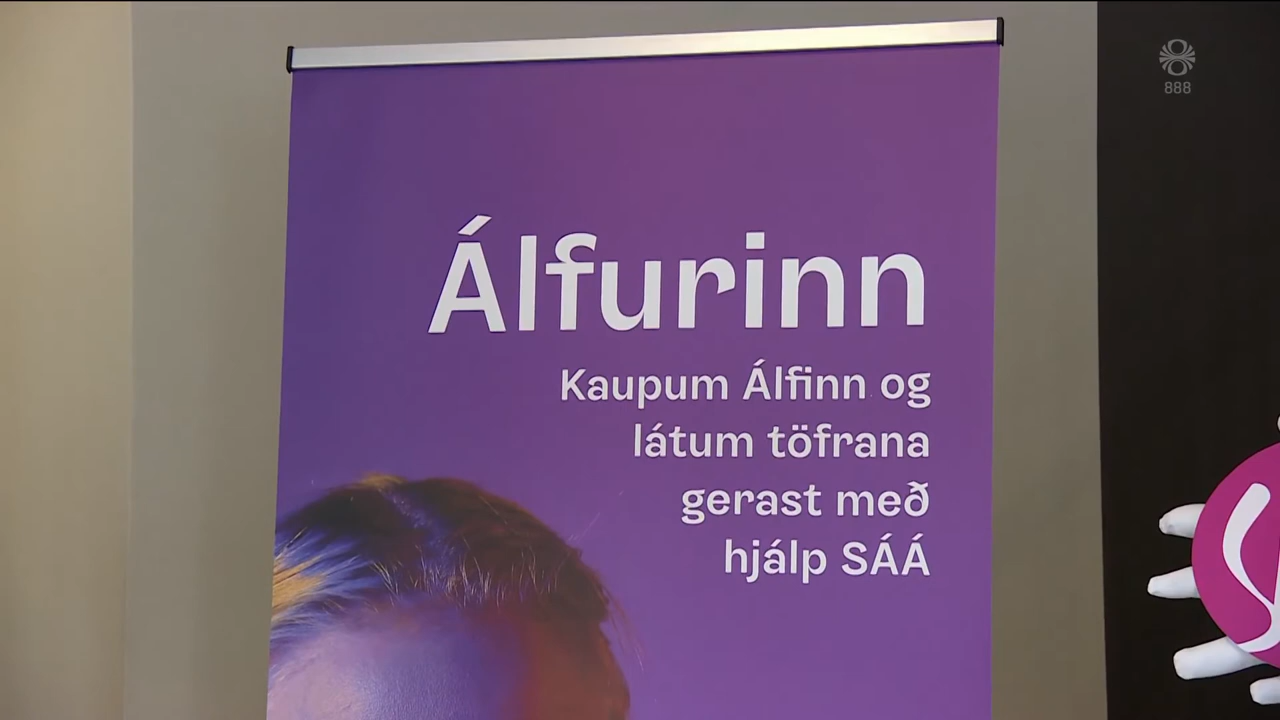 888
Álfurinn
Kaupum Álfinn og
látum töfrana
gerast með
hjálp SÁÁ